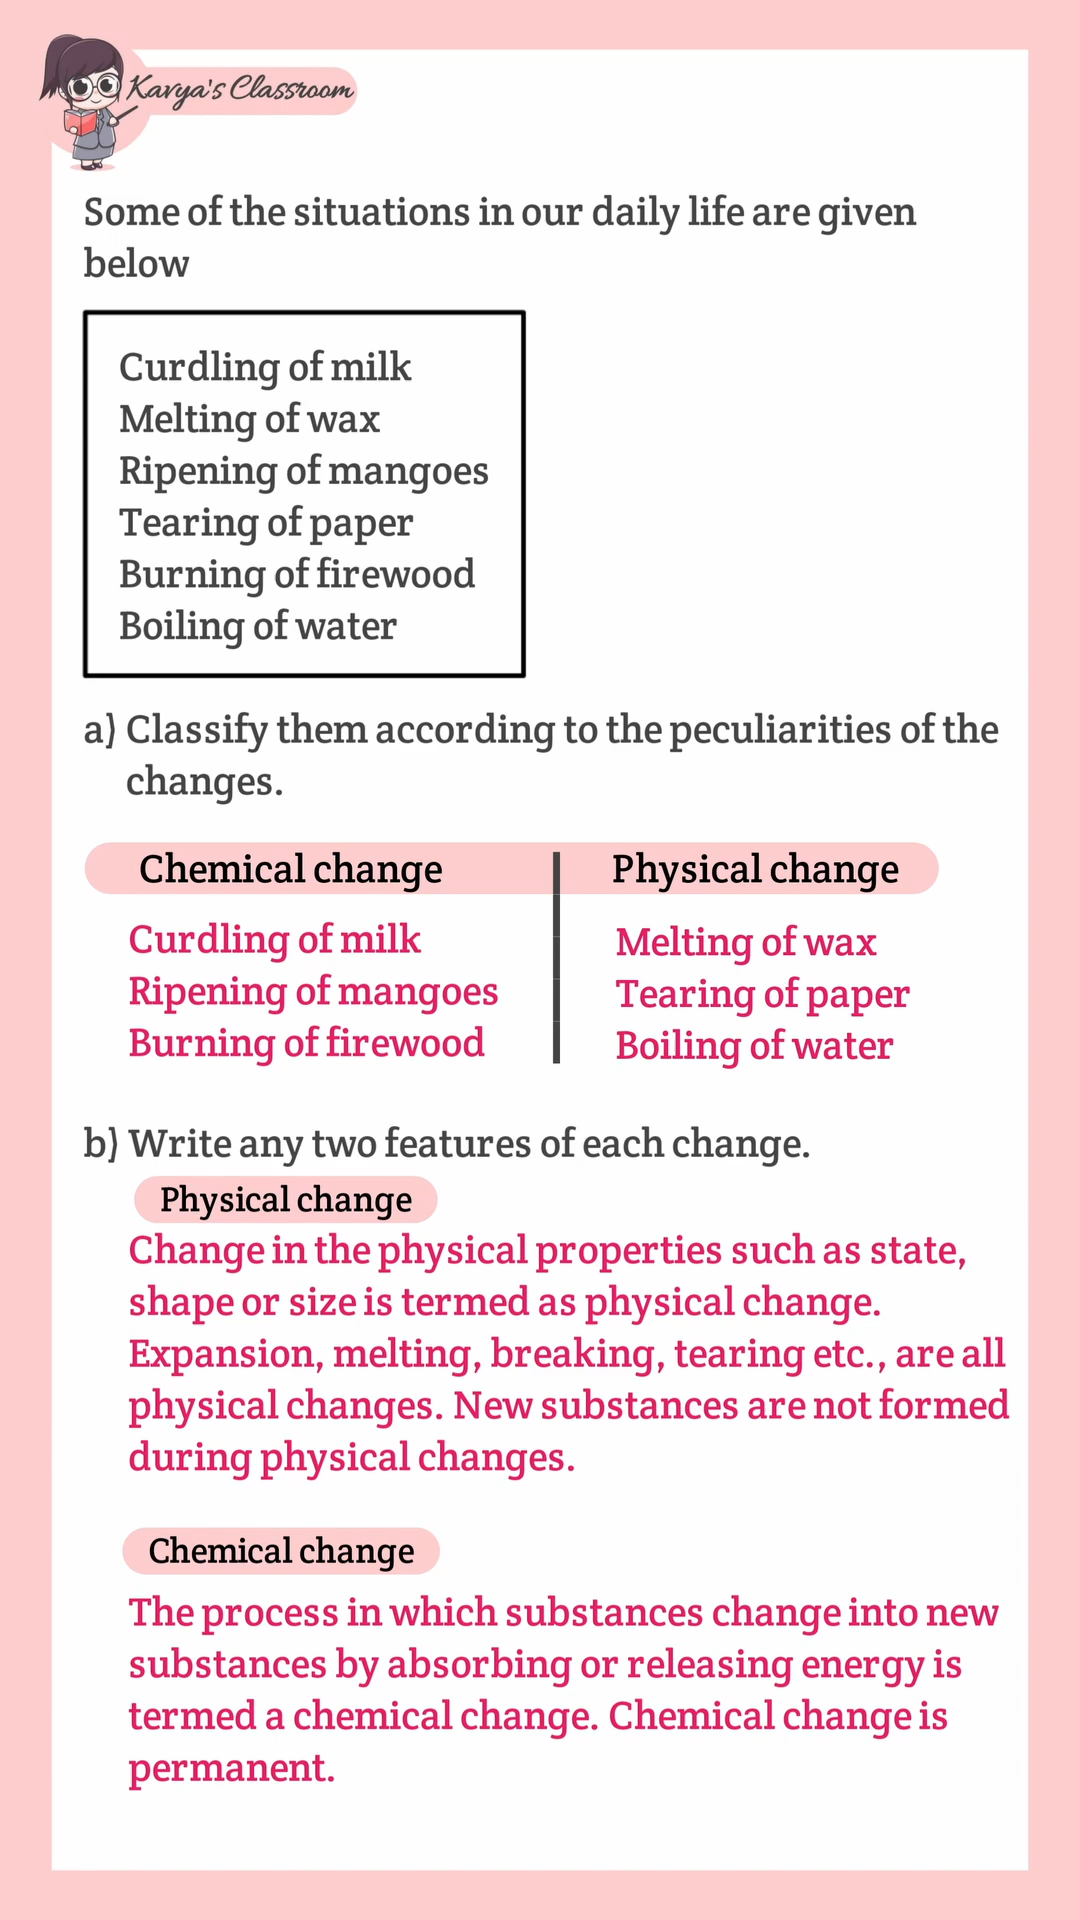 Kavya's Classroom
Some of the situations in our daily life are given
below
Curdling of milk
Melting of wax
Ripening of mangoes
Tearing of paper
Burning of firewood
Boiling of water
a) Classify them according to the peculiarities of the
changes.
Chemical change
Physical change
Curdling of milk
Melting of wax
Ripening of mangoes
Tearing of paper
Burning of firewood
Boiling of water
b) Write any two features of each change.
Physical change
Change in the physical properties such as state,
shape or size is termed as physical change.
Expansion, melting, breaking, tearing etc., are all
physical changes. New substances are not formed
during physical changes.
Chemical change
The process in which substances change into new
substances by absorbing or releasing energy is
termed a chemical change. Chemical change is
permanent.